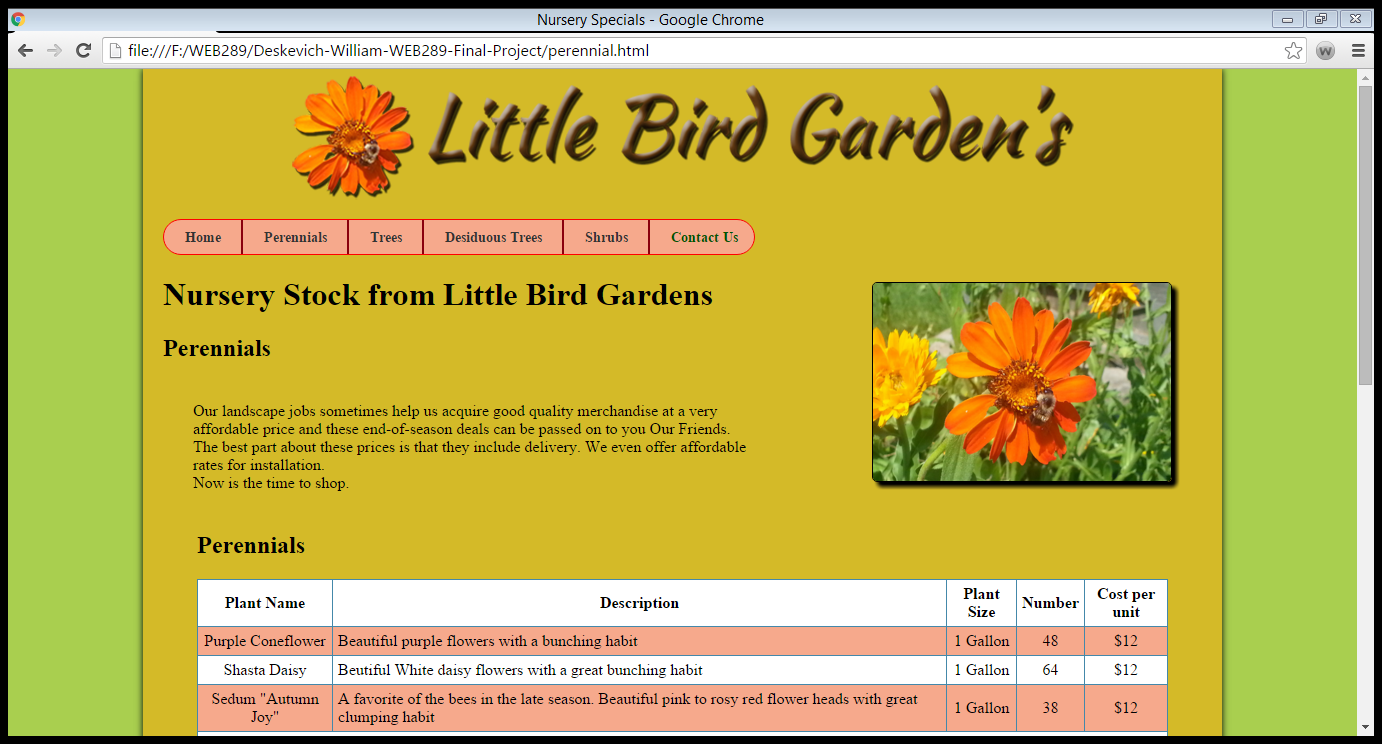 Nursery Specials - Google Chrome
file:///F:/WEB289/Deskevich-William-WEB289-Final-Project/perennial.html
W
Little Bird Garden's
Home Perennials Trees Desiduous Trees Shrubs Contact Us
Nursery Stock from Little Bird Gardens
Perennials
Our landscape jobs sometimes help us acquire good quality merchandise at a very
affordable price and these end-of-season deals can be passed on to you Our Friends.
The best part about these prices is that they include delivery. We even offer affordable
rates for installation.
Now is the time to shop.
Perennials
Plant Name Description Plant Size Number Cost per unit
Purple Coneflower Beautiful purple flowers with a bunching habit 1 Gallon 48 $12
Shasta Daisy Beutiful White daisy flowers with a great bunching habit 1 Gallon 64 $12
Sedum "Autumn Joy" A favorite of the bees in the late season. Beautiful pink to rosy red flower heads with great
clumping habit 1 Gallon 38 $12